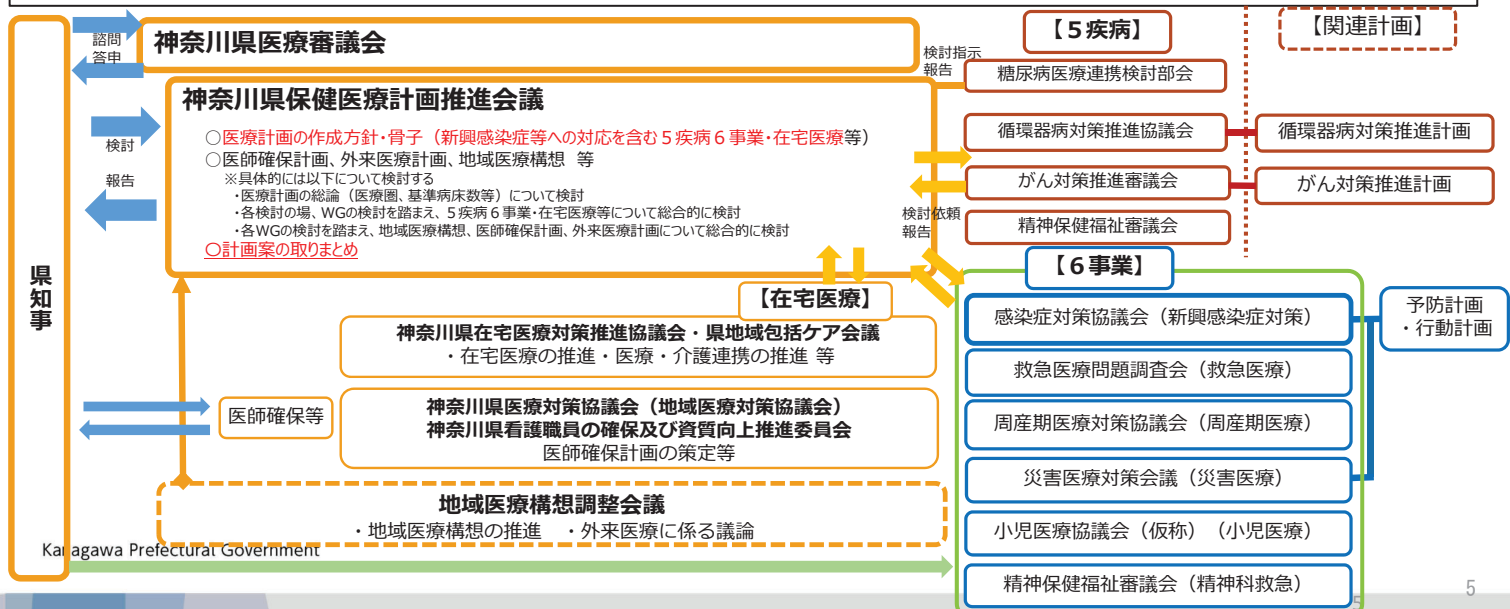 県知事
諮問
答申
検討
報告
神奈川県医療審議会
検討指示
報告
神奈川県保健医療計画推進会議
○医療計画の作成方針・骨子（新興感染症等への対応を含む５疾病６事業・在宅医療等）
○医師確保計画、外来医療計画、地域医療構想 等
※具体的には以下について検討する
・医療計画の総論（医療圏、基準病床数等）について検討
・各検討の場、WGの検討を踏まえ、５疾病６事業・在宅医療等について総合的に検討
・各WGの検討を踏まえ、地域医療構想、医師確保計画、外来医療計画について総合的に検討
○計画案の取りまとめ
検討依頼
報告
【５疾病】
糖尿病医療連携検討部会
循環器病対策推進協議会
がん対策推進審議会
精神保健福祉審議会
【関連計画】
循環器病対策推進計画
がん対策推進計画
【在宅医療】
神奈川県在宅医療対策推進協議会・県地域包括ケア会議
・在宅医療の推進・医療・介護連携の推進 等
医師確保等
神奈川県医療対策協議会（地域医療対策協議会）
神奈川県看護職員の確保及び資質向上推進委員会
医師確保計画の策定等
地域医療構想調整会議
・地域医療構想の推進 ・外来医療に係る議論
【６事業】
感染症対策協議会（新興感染症対策）
救急医療問題調査会（救急医療）
周産期医療対策協議会（周産期医療）
災害医療対策会議（災害医療）
小児医療協議会（仮称）（小児医療）
精神保健福祉審議会（精神科救急）
予防計画
・行動計画
Kanagawa Prefectural Government
5
5